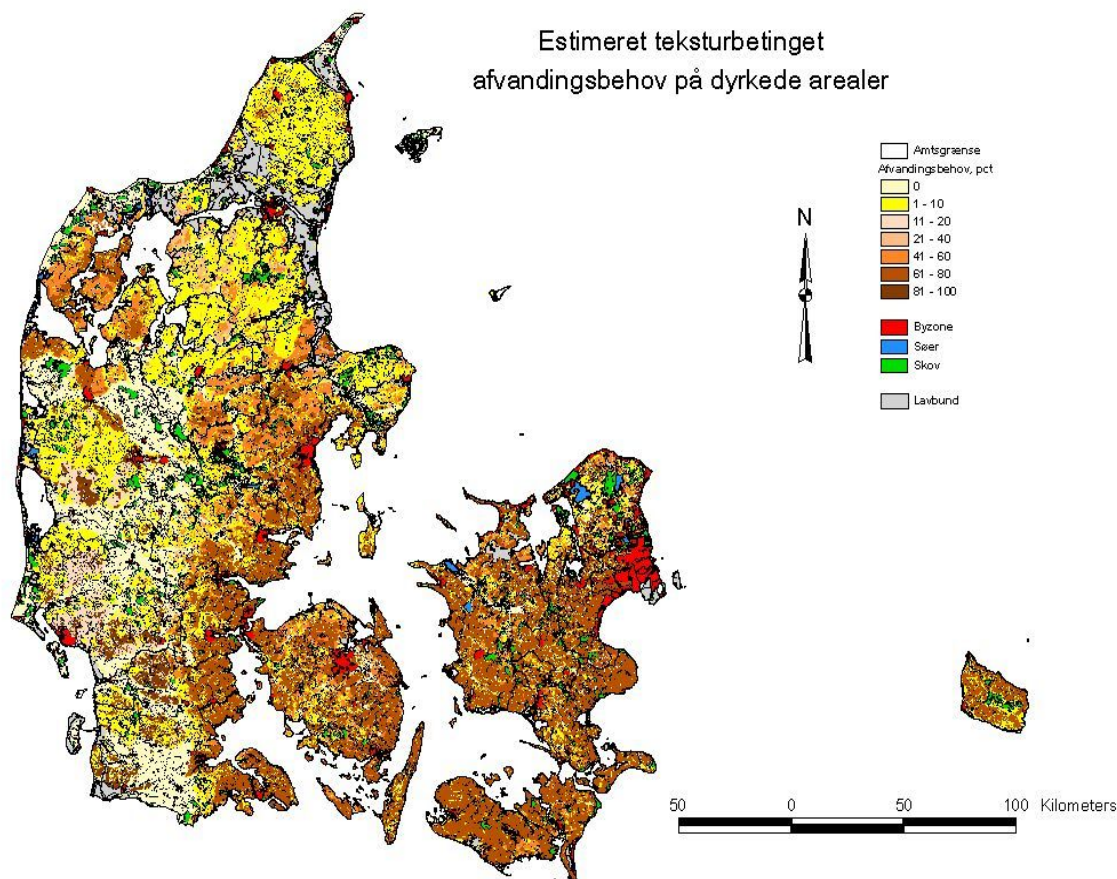 Estimeret teksturbetinget
afvandingsbehov på dyrkede arealer
Amtsgrænse
Afvandingsbehov, pct
0
1 - 10
11 - 20
21 - 40
41 - 60
61 - 80
81 - 100
Byzone
Søer
Skov
Lavbund
N
50 0 50 100 Kilometers